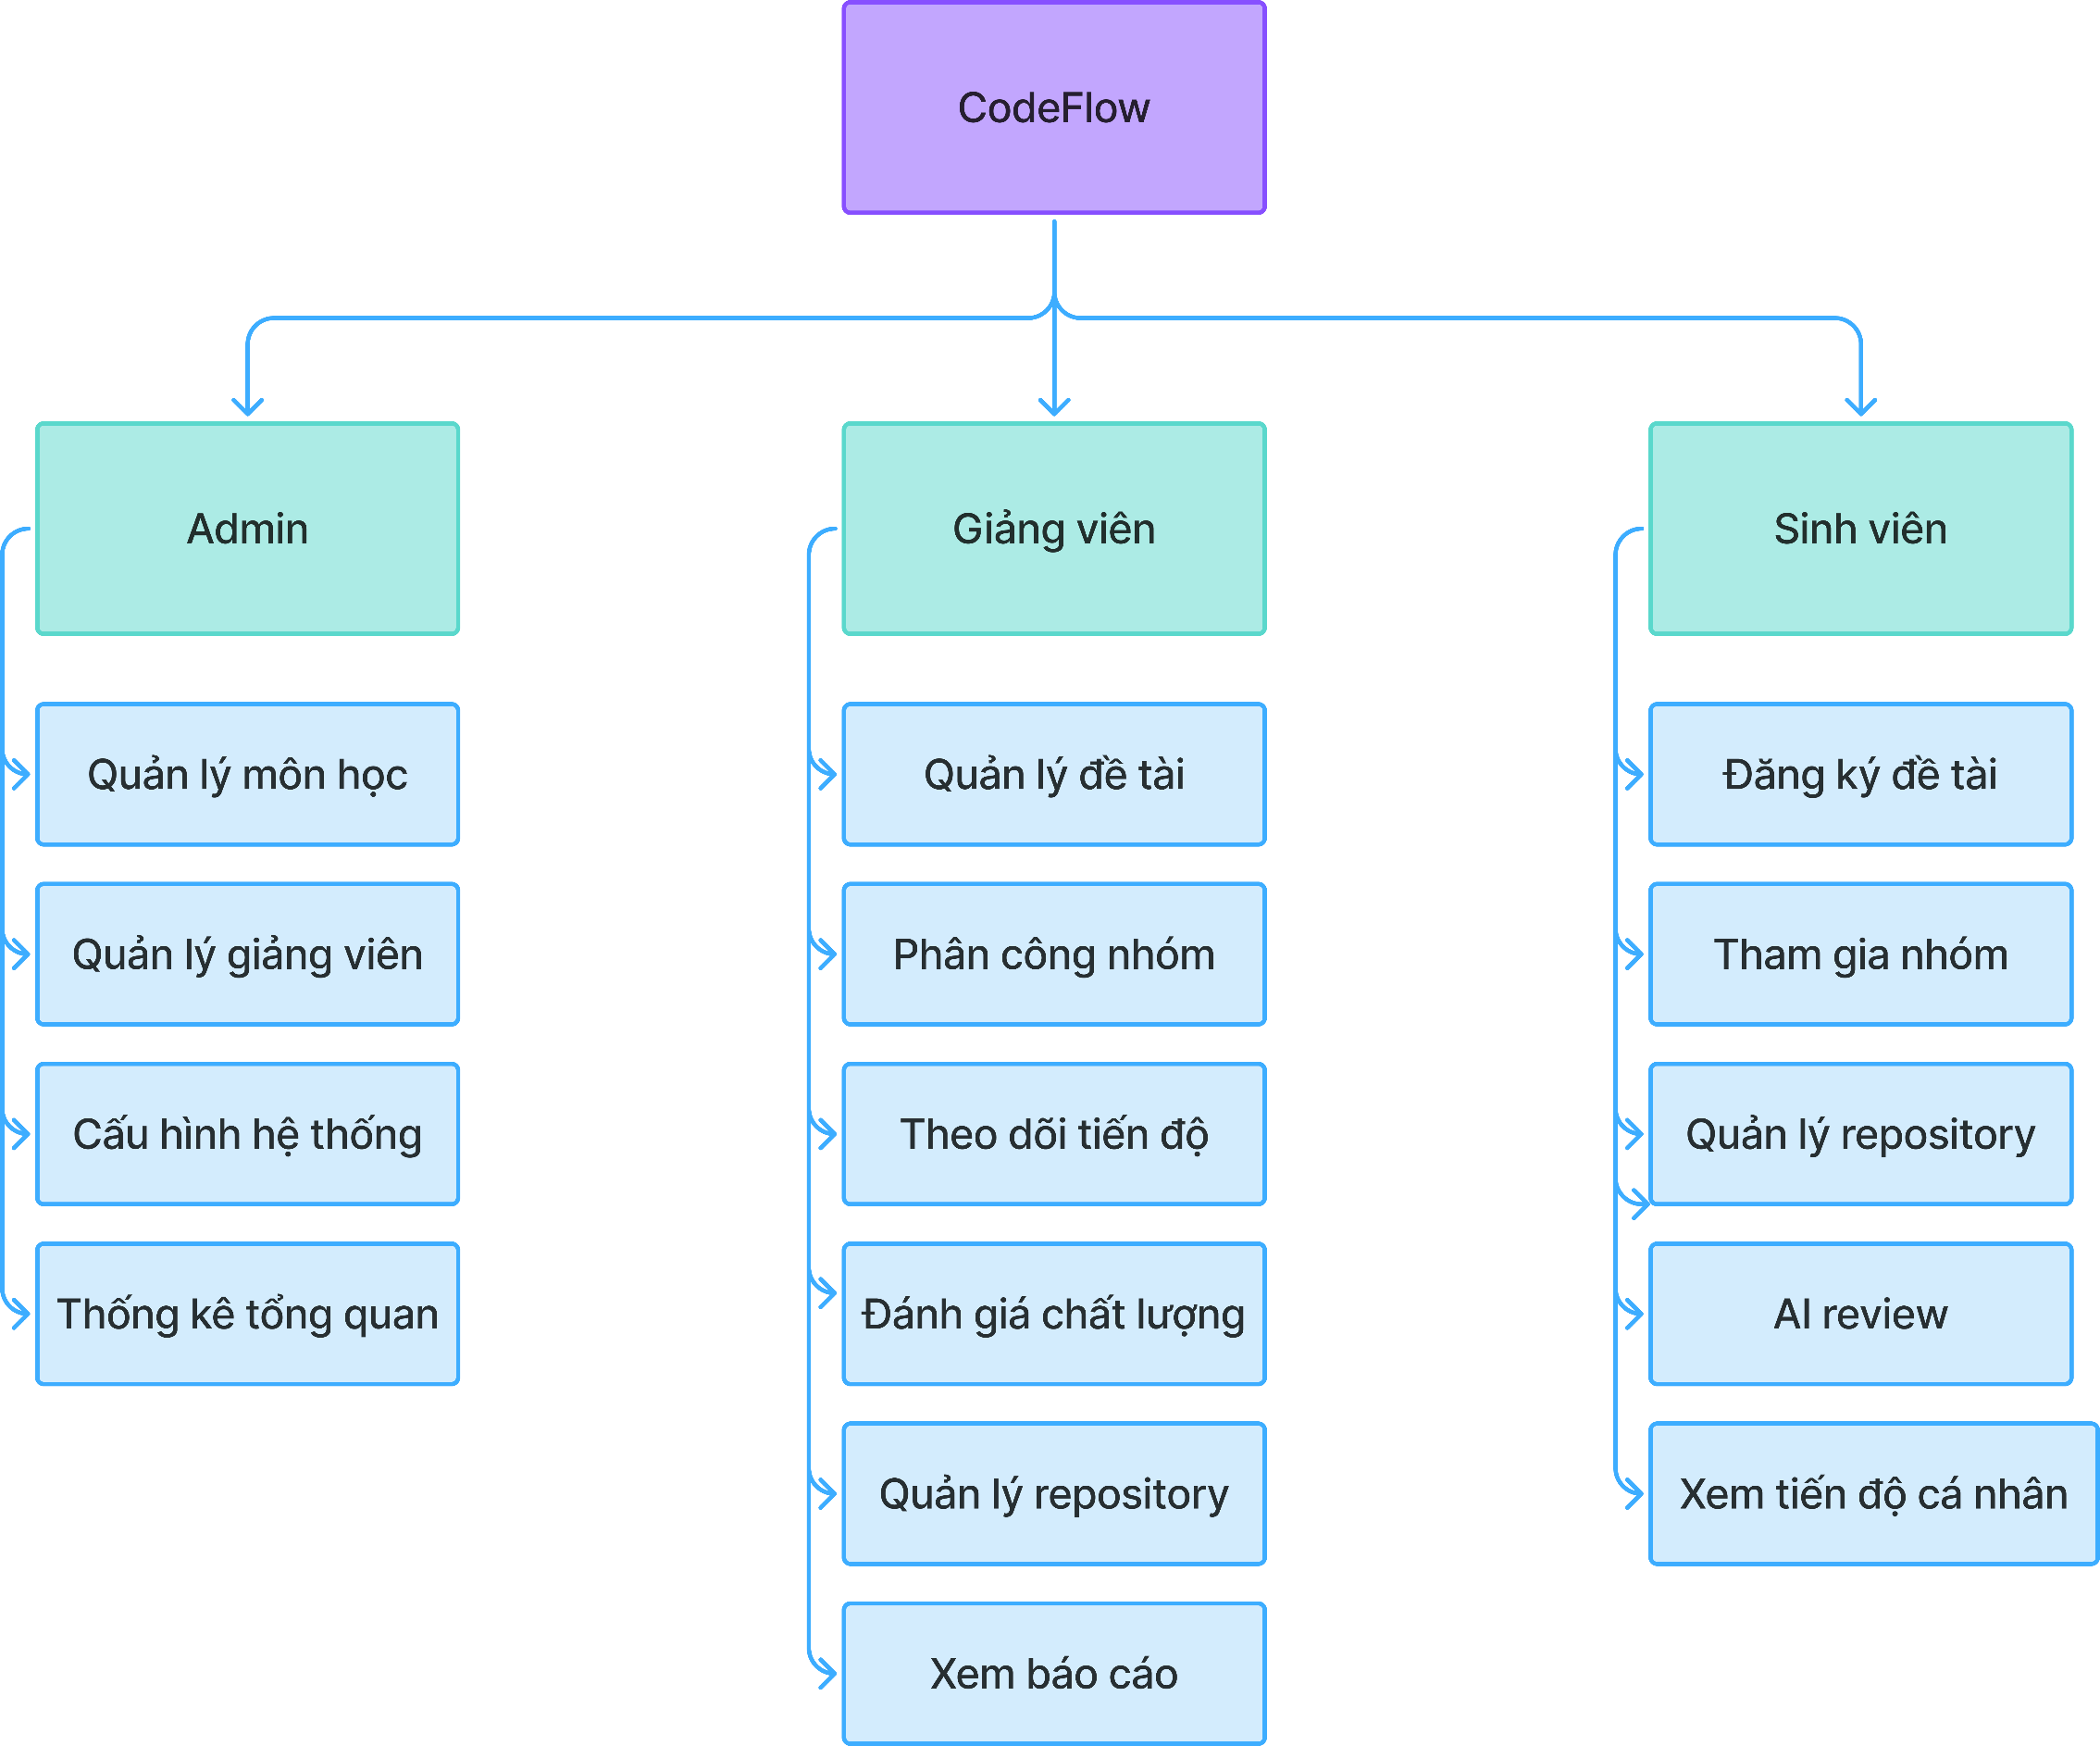 CodeFlow
Admin
Giảng viên
Sinh viên
Quản lý môn học
Quản lý đề tài
Đăng ký đề tài
Quản lý giảng viên
Phân công nhóm
Tham gia nhóm
Cấu hình hệ thống
Theo dõi tiến độ
Quản lý repository
Thống kê tổng quan
Đánh giá chất lượng
AI review
Quản lý repository
Xem tiến độ cá nhân
Xem báo cáo